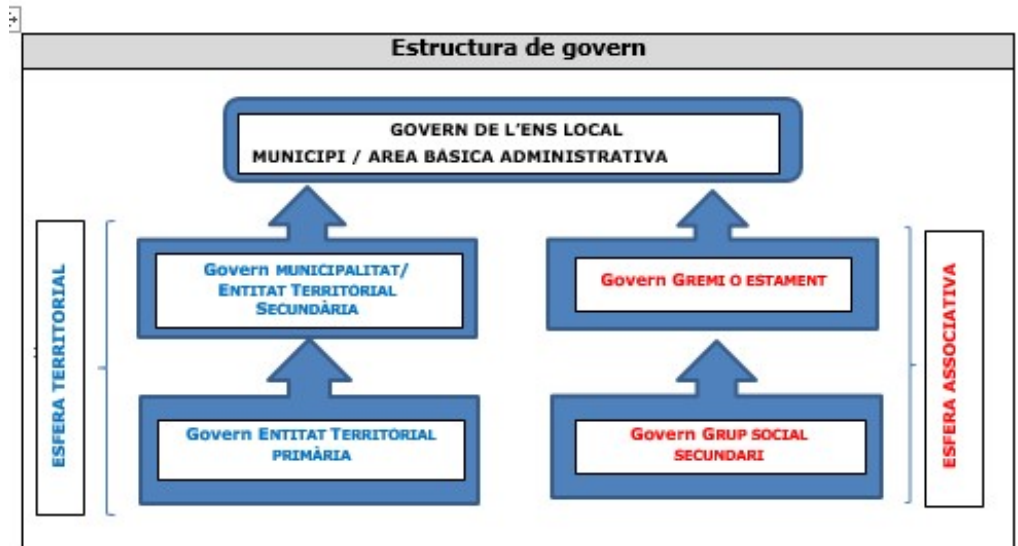 Estructura de govern
GOVERN DE L'ENS LOCAL
MUNICIPI / AREA BÀSICA ADMINISTRATIVA
ESFERA TERRITORIAL
Govern MUNICIPALITAT/
ENTITAT TERRITORIAL
SECUNDÀRIA
Govern GREMI O ESTAMENT
ESFERA ASSOCIATIVA
Govern ENTITAT TERRITORIAL
PRIMÀRIA
Govern GRUP SOCIAL
SECUNDARI